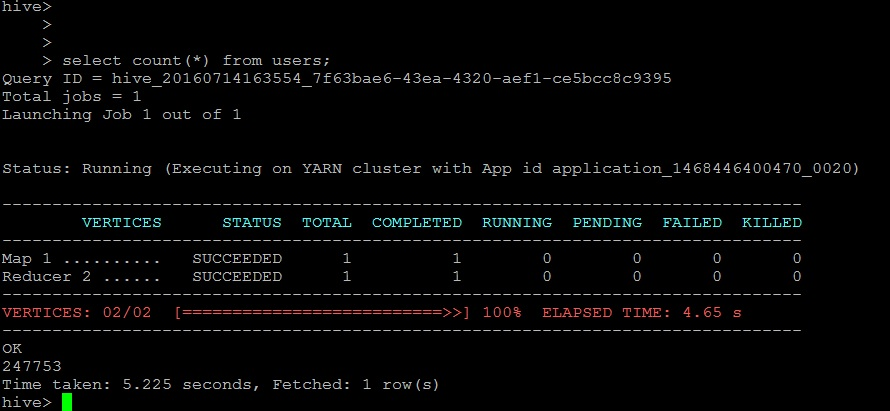 hive>
    >
    >
    > select count(*) from users;
Query ID = hive_20160714163554_7f63bae6-43ea-4320-aef1-ce5bcc8c9395
Total jobs = 1
Launching Job 1 out of 1
Status: Running (Executing on YARN cluster with App id application_1468446400470_0020)
--------------------------------------------------------------------------------
        VERTICES      STATUS  TOTAL  COMPLETED  RUNNING  PENDING  FAILED  KILLED
--------------------------------------------------------------------------------
Map 1 ..........   SUCCEEDED      1          1        0        0       0       0
Reducer 2 ......   SUCCEEDED      1          1        0        0       0       0
--------------------------------------------------------------------------------
VERTICES: 02/02  [==========================>>] 100%  ELAPSED TIME: 4.65 s
--------------------------------------------------------------------------------
OK
247753
Time taken: 5.225 seconds, Fetched: 1 row(s)
hive>